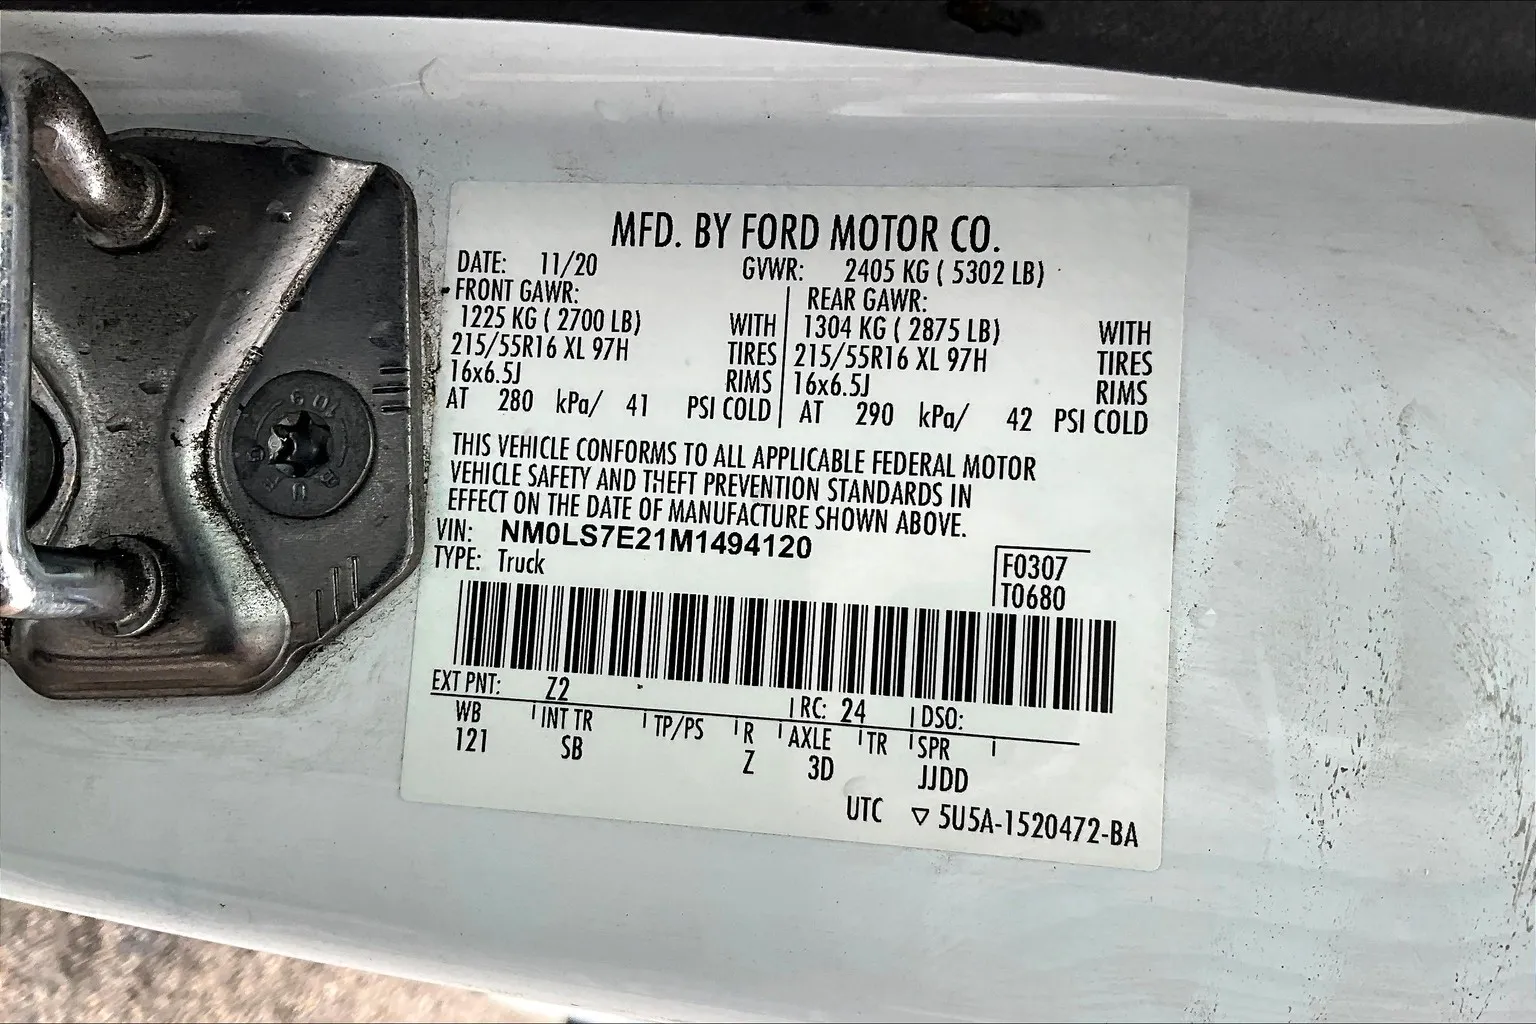 MFD. BY FORD MOTOR CO.
DATE: 11/20 GVWR: 2405 KG ( 5302 LB)
FRONT GAWR: REAR GAWR:
1225 KG ( 2700 LB) WITH 1304 KG ( 2875 LB) WITH
215/55R16 XL 97H TIRES 215/55R16 XL 97H TIRES
16x6.5J RIMS 16x6.5J RIMS
AT 280 kPa/ 41 PSI COLD AT 290 kPa/ 42 PSI COLD
THIS VEHICLE CONFORMS TO ALL APPLICABLE FEDERAL MOTOR
VEHICLE SAFETY AND THEFT PREVENTION STANDARDS IN
EFFECT ON THE DATE OF MANUFACTURE SHOWN ABOVE.
VIN: NM0LS7E21M1494120
TYPE: Truck
F0307
T0680
EXT PNT: Z2 RC: 24 DSO:
WB INT TR TP/PS R AXLE TR SPR
121 SB Z 3D JJDD
UTC ▽ 5U5A-1520472-BA